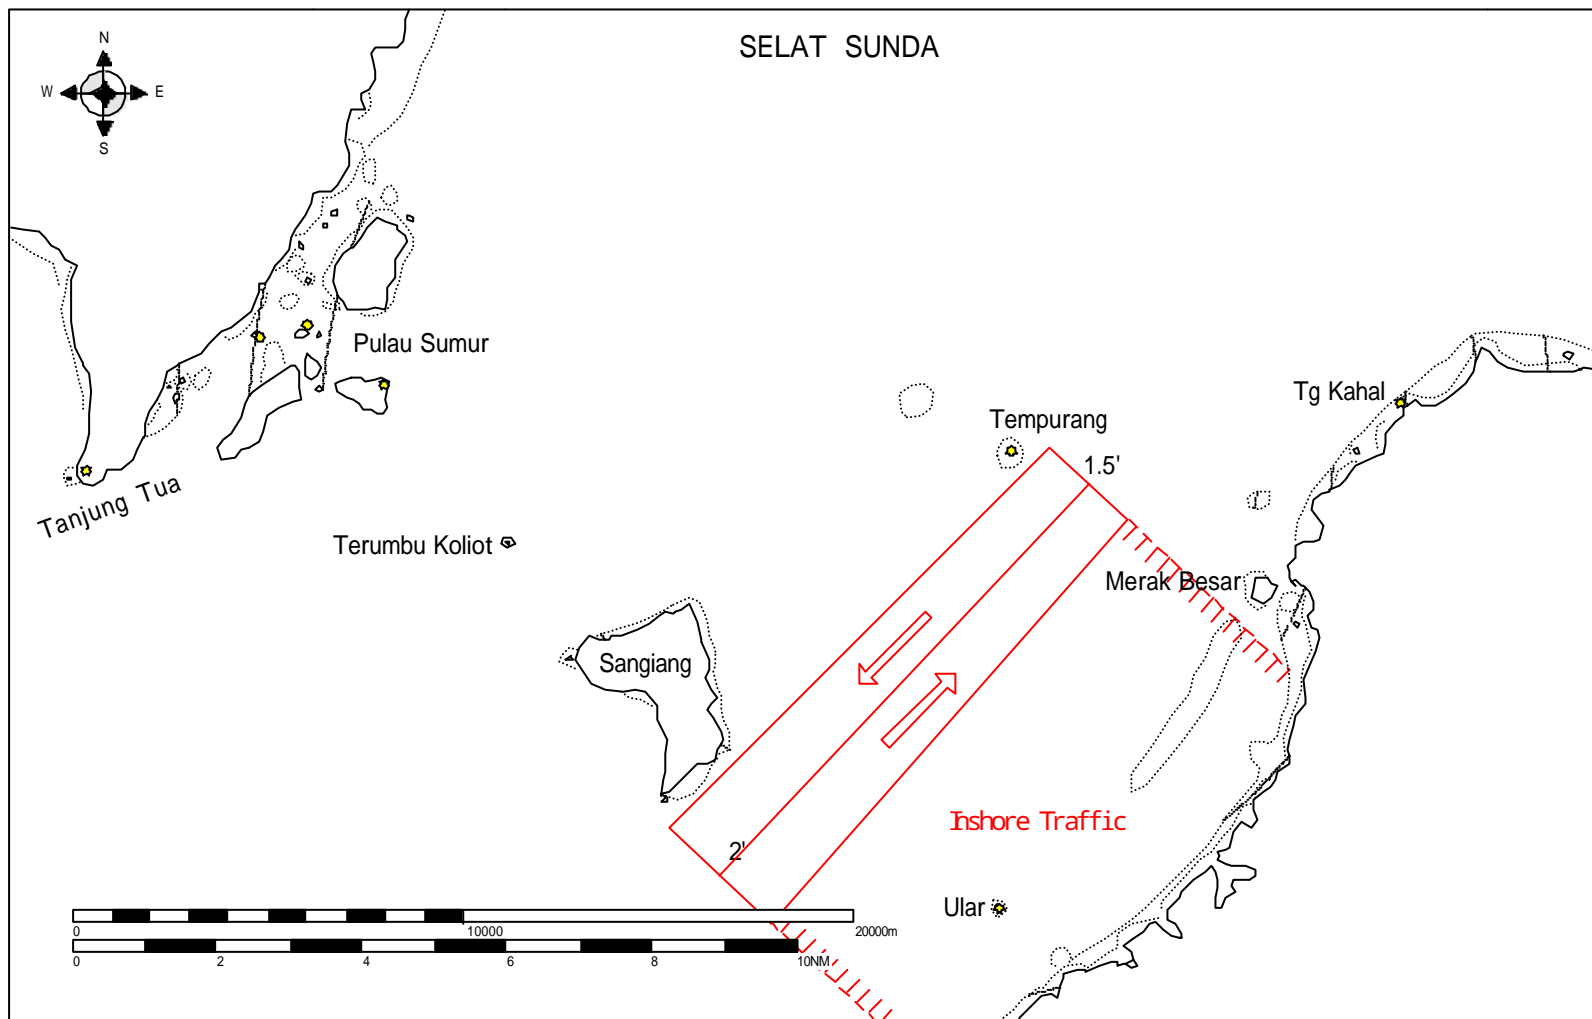 SELAT SUNDA
N
W E
S
Pulau Sumur
Tg Kahal
Tempurang
1.5'
Tanjung Tua
Terumbu Koliot
Merak Besar
Sangiang
Inshore Traffic
2'
Ular
0 10000 20000m
0 2 4 6 8 10NM